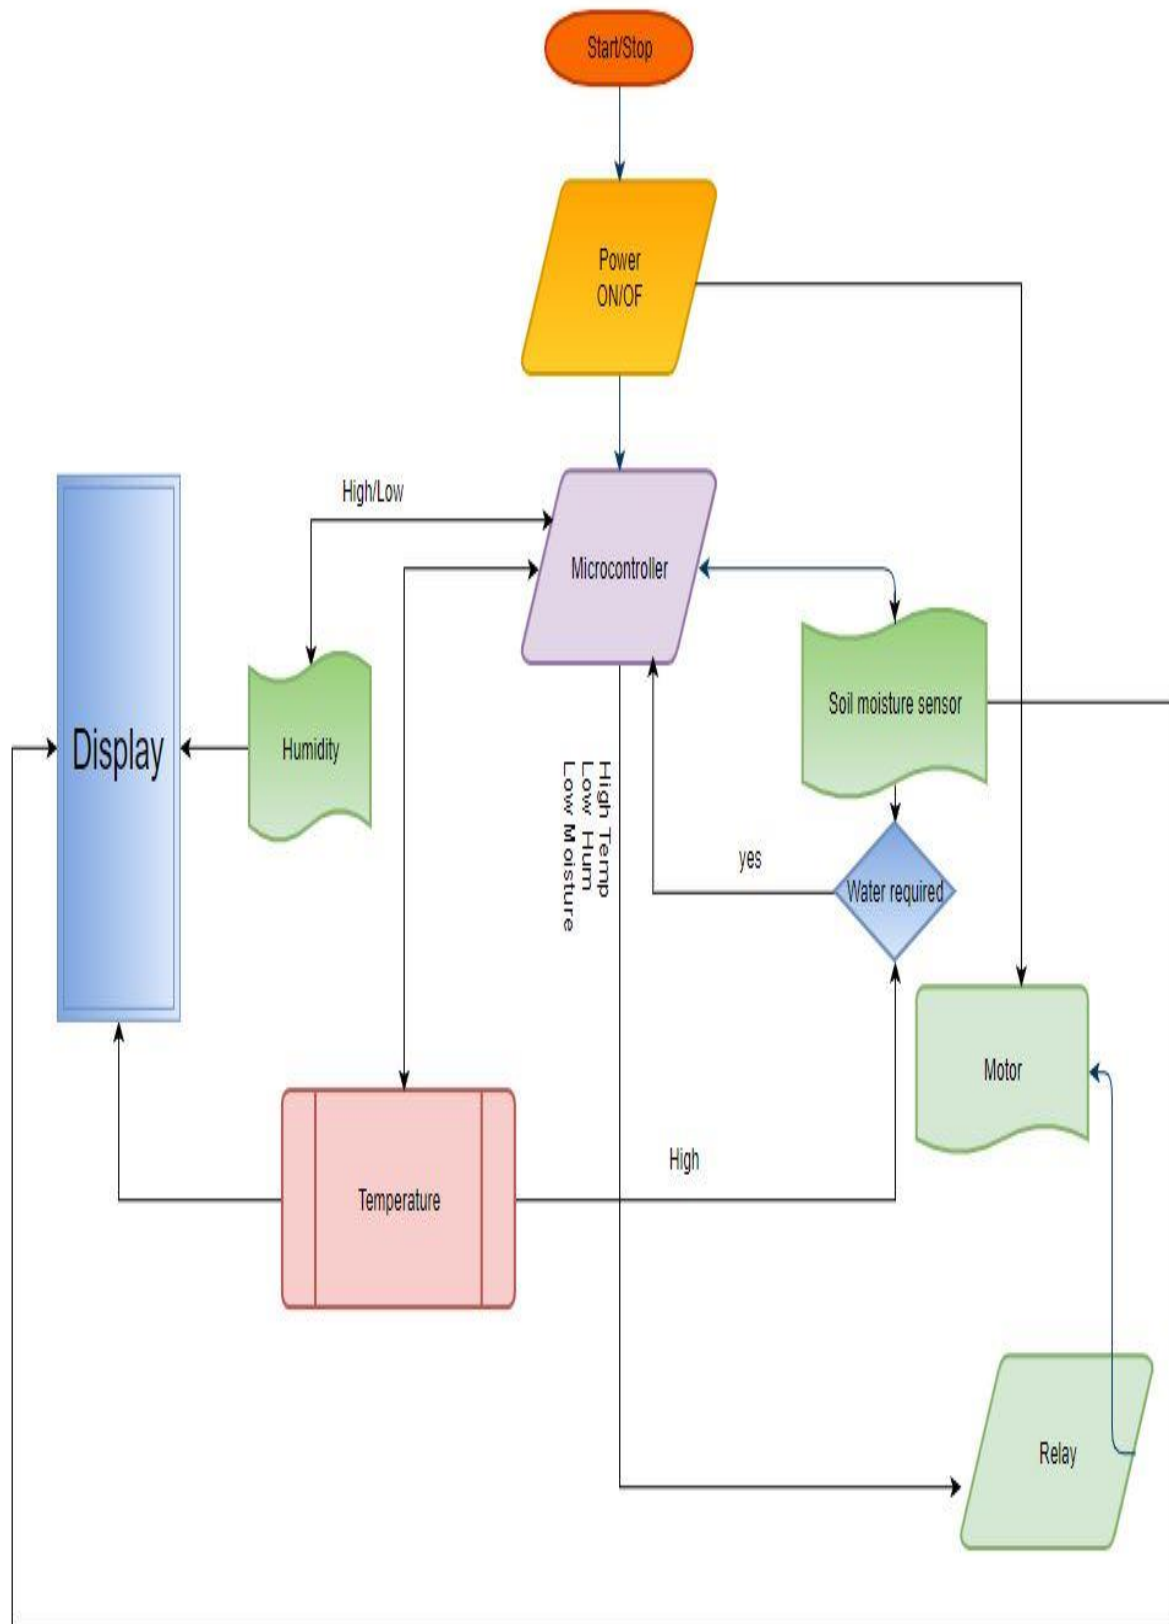 Start/Stop
Power
ON/OF
High/Low
Microcontroller
Soil moisture sensor
Display
Humidity
High Temp
Low Hum
Low Moisture
yes
Water required
Motor
High
Temperature
Relay